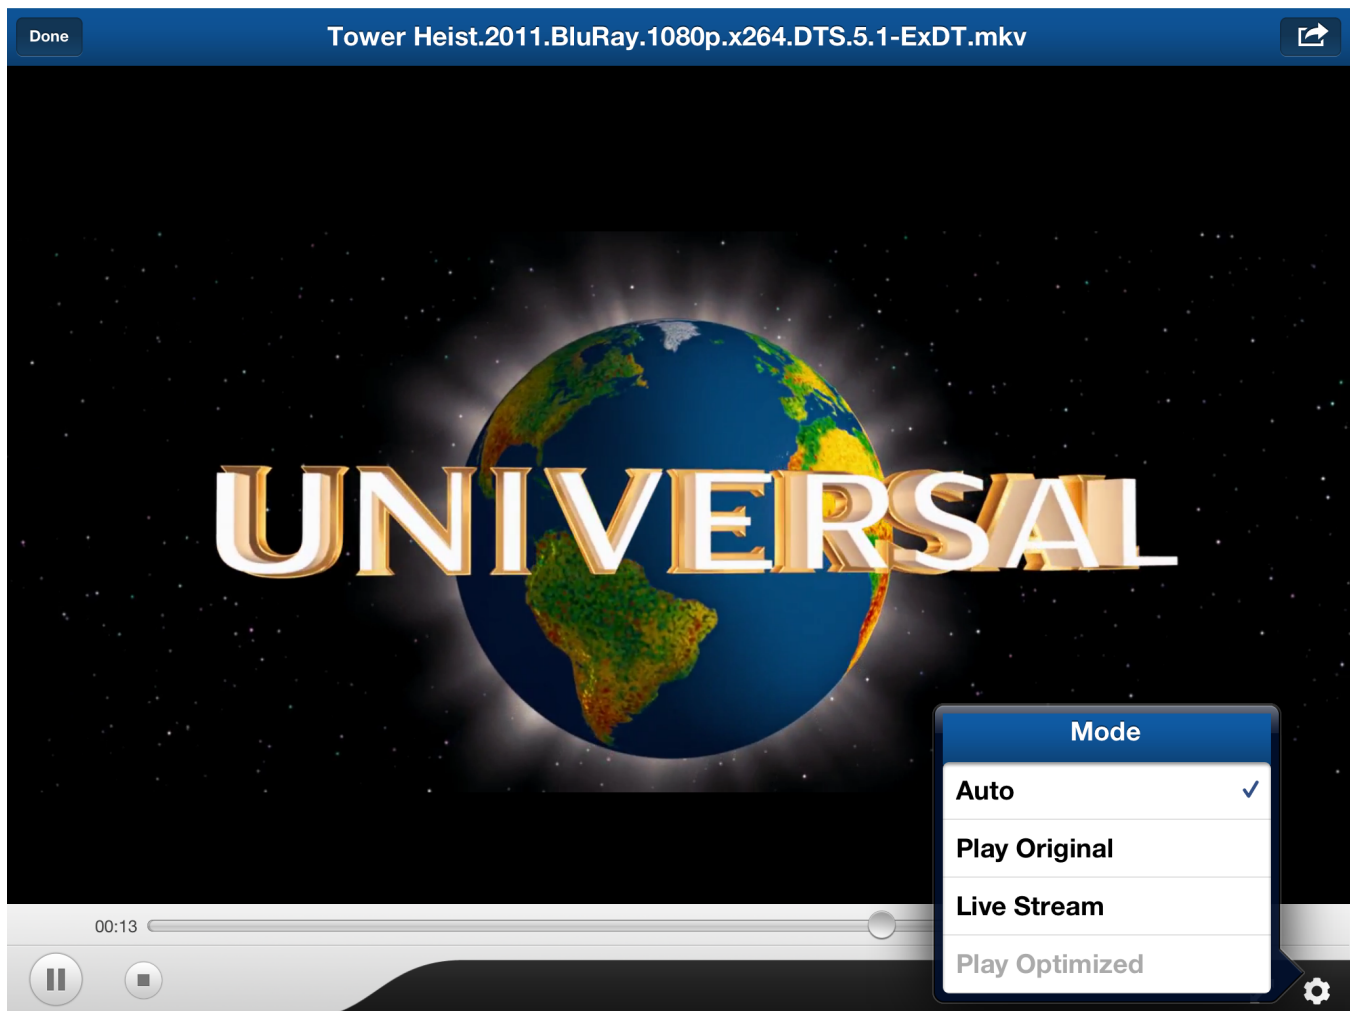 Done
Tower Heist.2011.BluRay.1080p.x264.DTS.5.1-ExDT.mkv
UNIVERSAL
Mode
Auto
Play Original
Live Stream
Play Optimized
00:13